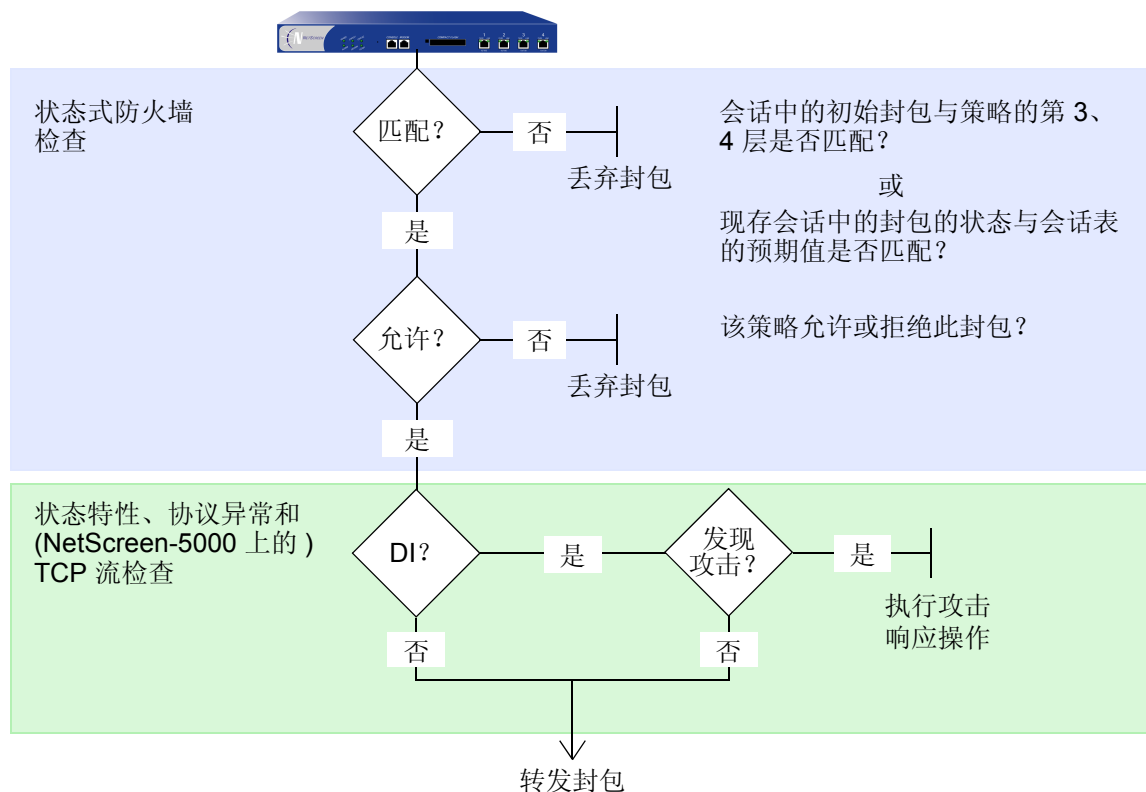 NetScreen
状态式防火墙
检查
匹配?
否
丢弃封包
会话中的初始封包与策略的第 3、
4 层是否匹配?
或
现存会话中的封包的状态与会话表
的预期值是否匹配?
是
允许?
否
丢弃封包
该策略允许或拒绝此封包?
是
状态特性、协议异常和
(NetScreen-5000 上的 )
TCP 流检查
DI?
是
发现
攻击?
是
执行攻击
响应操作
否
否
转发封包